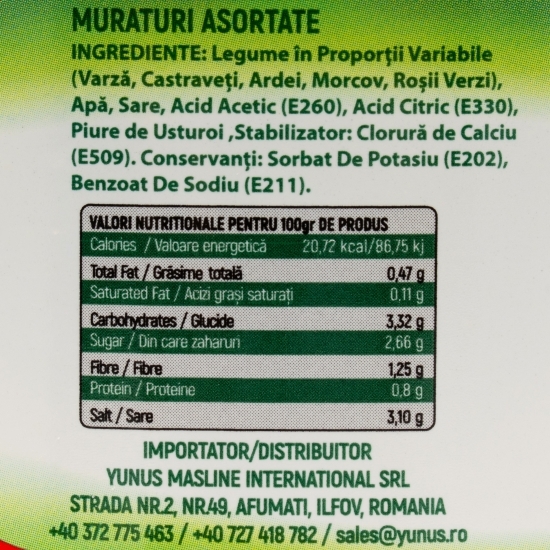 MURATURI ASORTATE
INGREDIENTE: Legume în Proporții Variabile
(Varză, Castraveți, Ardei, Morcov, Roșii Verzi),
Apă, Sare, Acid Acetic (E260), Acid Citric (E330),
Piure de Usturoi ,Stabilizator: Clorură de Calciu
(E509). Conservanți: Sorbat De Potasiu (E202),
Benzoat De Sodiu (E211).
VALORI NUTRITIONALE PENTRU 100gr DE PRODUS
Calories / Valoare energetică 20,72 kcal/86,75 kj
Total Fat / Grăsime totală 0,47 g
Saturated Fat / Acizi grași saturați 0,11 g
Carbohydrates / Glucide 3,32 g
Sugar / Din care zaharuri 2,66 g
Fibre / Fibre 1,25 g
Protein / Proteine 0,8 g
Salt / Sare 3,10 g
IMPORTATOR/DISTRIBUITOR
YUNUS MASLINE INTERNATIONAL SRL
STRADA NR.2, NR.49, AFUMATI, ILFOV, ROMANIA
+40 372 775 463 / +40 727 418 782 / sales@yunus.ro